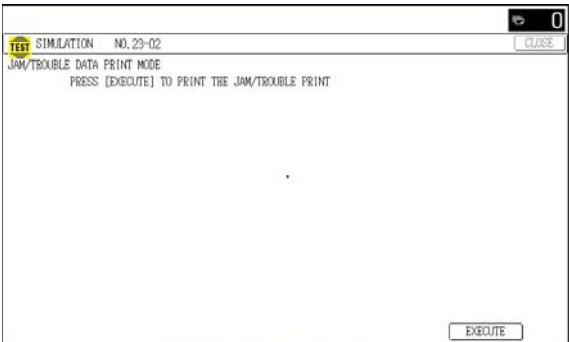 0
TEST SIMULATION NO. 23-02 CLOSE
JAM/TROUBLE DATA PRINT MODE
PRESS [EXECUTE] TO PRINT THE JAM/TROUBLE PRINT
EXECUTE